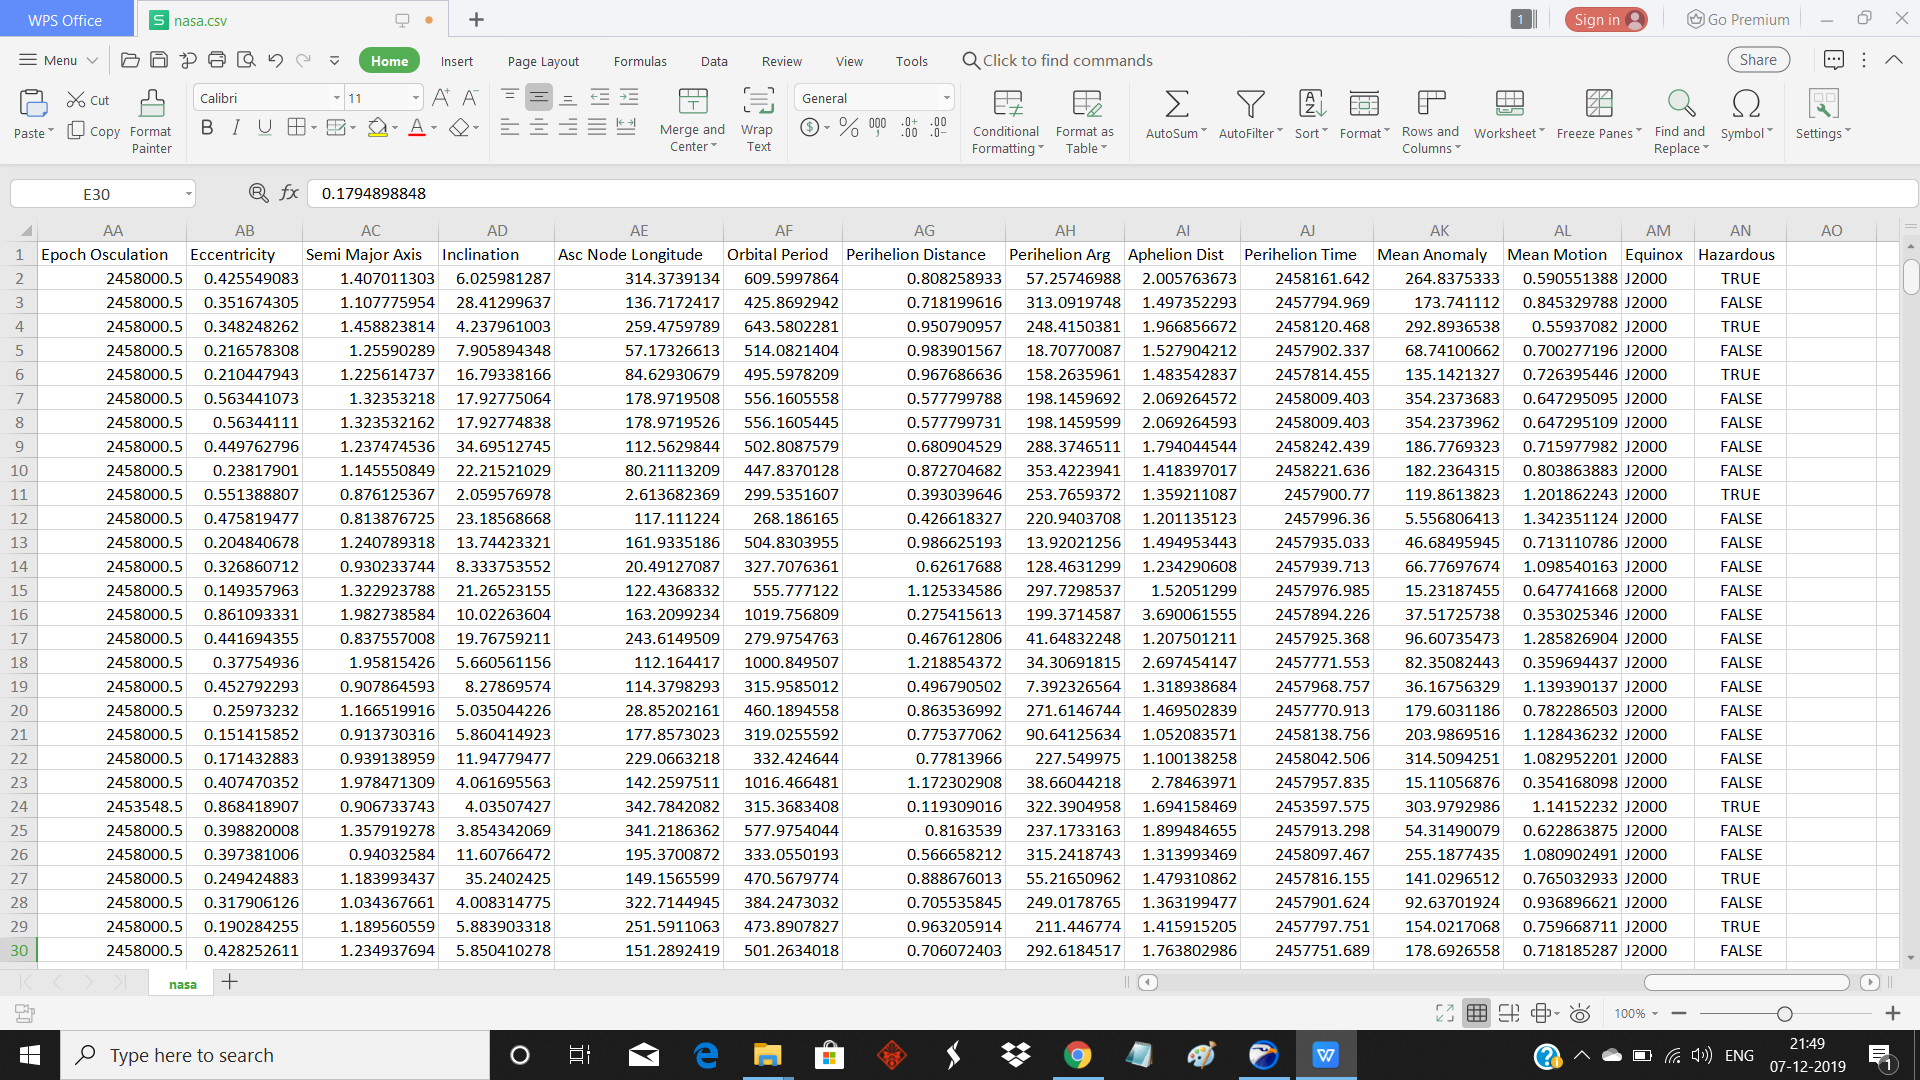 WPS Office nasa.csv 1 Sign in Go Premium
Menu Home Insert Page Layout Formulas Data Review View Tools Click to find commands Share
Paste Cut Copy Format Painter Calibri 11 Merge and Center Wrap Text General Conditional Formatting Format as Table AutoSum AutoFilter Sort Format Rows and Columns Worksheet Freeze Panes Find and Replace Symbol Settings
E30 fx 0.1794898848
AA AB AC AD AE AF AG AH AI AJ AK AL AM AN AO
1 Epoch Osculation Eccentricity Semi Major Axis Inclination Asc Node Longitude Orbital Period Perihelion Distance Perihelion Arg Aphelion Dist Perihelion Time Mean Anomaly Mean Motion Equinox Hazardous
2 2458000.5 0.425549083 1.407011303 6.025981287 314.3739134 609.5997864 0.808258933 57.25746988 2.005763673 2458161.642 264.8375333 0.590551388 J2000 TRUE
3 2458000.5 0.351674305 1.107775954 28.41299637 136.7172417 425.8692942 0.718199616 313.0919748 1.497352293 2457794.969 173.741112 0.845329788 J2000 FALSE
4 2458000.5 0.348248262 1.458823814 4.237961003 259.4759789 643.5802281 0.950790957 248.4150381 1.966856672 2458120.468 292.8936538 0.55937082 J2000 TRUE
5 2458000.5 0.216578308 1.25590289 7.905894348 57.17326613 514.0821404 0.983901567 18.70770087 1.527904212 2457902.337 68.74100662 0.700277196 J2000 FALSE
6 2458000.5 0.210447943 1.225614737 16.79338166 84.62930679 495.5978209 0.967686636 158.2635961 1.483542837 2457814.455 135.1421327 0.726395446 J2000 TRUE
7 2458000.5 0.563441073 1.32353218 17.92775064 178.9719508 556.1605558 0.577799788 198.1459692 2.069264572 2458009.403 354.2373683 0.647295095 J2000 FALSE
8 2458000.5 0.56344111 1.323532162 17.92774838 178.9719526 556.1605445 0.577799731 198.1459599 2.069264593 2458009.403 354.2373962 0.647295109 J2000 FALSE
9 2458000.5 0.449762796 1.237474536 34.69512745 112.5629844 502.8087579 0.680904529 288.3746511 1.794044544 2458242.439 186.7769323 0.715977982 J2000 FALSE
10 2458000.5 0.23817901 1.145550849 22.21521029 80.21113209 447.8370128 0.872704682 353.4223941 1.418397017 2458221.636 182.2364315 0.803863883 J2000 FALSE
11 2458000.5 0.551388807 0.876125367 2.059576978 2.613682369 299.5351607 0.393039646 253.7659372 1.359211087 2457900.77 119.8613823 1.201862243 J2000 TRUE
12 2458000.5 0.475819477 0.813876725 23.18568668 117.111224 268.186165 0.426618327 220.9403708 1.201135123 2457996.36 5.556806413 1.342351124 J2000 FALSE
13 2458000.5 0.204840678 1.240789318 13.74423321 161.9335186 504.8303955 0.986625193 13.92021256 1.494953443 2457935.033 46.68495945 0.713110786 J2000 FALSE
14 2458000.5 0.326860712 0.930233744 8.333753552 20.49127087 327.7076361 0.62617688 128.4631299 1.234290608 2457939.713 66.77697674 1.098540163 J2000 FALSE
15 2458000.5 0.149357963 1.322923788 21.26523155 122.4368332 555.777122 1.125334586 297.7298537 1.52051299 2457976.985 15.23187455 0.647741668 J2000 FALSE
16 2458000.5 0.861093331 1.982738584 10.02263604 163.2099234 1019.756809 0.275415613 199.3714587 3.690061555 2457894.226 37.51725738 0.353025346 J2000 FALSE
17 2458000.5 0.441694355 0.837557008 19.76759211 243.6149509 279.9754763 0.467612806 41.64832248 1.207501211 2457925.368 96.60735473 1.285826904 J2000 FALSE
18 2458000.5 0.37754936 1.95815426 5.660561156 112.164417 1000.849507 1.218854372 34.30691815 2.697454147 2457771.553 82.35082443 0.359694437 J2000 FALSE
19 2458000.5 0.452792293 0.907864593 8.27869574 114.3798293 315.9585012 0.496790502 7.392326564 1.318938684 2457968.757 36.16756329 1.139390137 J2000 FALSE
20 2458000.5 0.25973232 1.166519916 5.035044226 28.85202161 460.1894558 0.863536992 271.6146744 1.469502839 2457770.913 179.6031186 0.782286503 J2000 FALSE
21 2458000.5 0.151415852 0.913730316 5.860414923 177.8573023 319.0255592 0.775377062 90.64125634 1.052083571 2458138.756 203.9869516 1.128436232 J2000 FALSE
22 2458000.5 0.171432883 0.939138959 11.94779477 229.0663218 332.424644 0.77813966 227.549975 1.100138258 2458042.506 314.5094251 1.082952201 J2000 FALSE
23 2458000.5 0.407470352 1.978471309 4.061695563 142.2597511 1016.466481 1.172302908 38.66044218 2.78463971 2457957.835 15.11056876 0.354168098 J2000 FALSE
24 2453548.5 0.868418907 0.906733743 4.03507427 342.7842082 315.3683408 0.119309016 322.3904958 1.694158469 2453597.575 303.9792986 1.14152232 J2000 TRUE
25 2458000.5 0.398820008 1.357919278 3.854342069 341.2186362 577.9754044 0.8163539 237.1733163 1.899484655 2457913.298 54.31490079 0.622863875 J2000 FALSE
26 2458000.5 0.397381006 0.94032584 11.60766472 195.3700872 333.0550193 0.566658212 315.2418743 1.313993469 2458097.467 255.1877435 1.080902491 J2000 FALSE
27 2458000.5 0.249424883 1.183993437 35.2402425 149.1565599 470.5679774 0.888676013 55.21650962 1.479310862 2457816.155 141.0296512 0.765032933 J2000 TRUE
28 2458000.5 0.317906126 1.034367661 4.008314775 322.7144945 384.2473032 0.705535845 249.0178765 1.363199477 2457901.624 92.63701924 0.936896621 J2000 FALSE
29 2458000.5 0.190284255 1.189560559 5.883903318 251.5911063 473.8907827 0.963205914 211.446774 1.415915205 2457797.751 154.0217068 0.759668711 J2000 TRUE
30 2458000.5 0.428252611 1.234937694 5.850410278 151.2892419 501.2634018 0.706072403 292.6184517 1.763802986 2457751.689 178.6926558 0.718185287 J2000 FALSE
nasa
100%
Type here to search ENG 21:49 07-12-2019 1